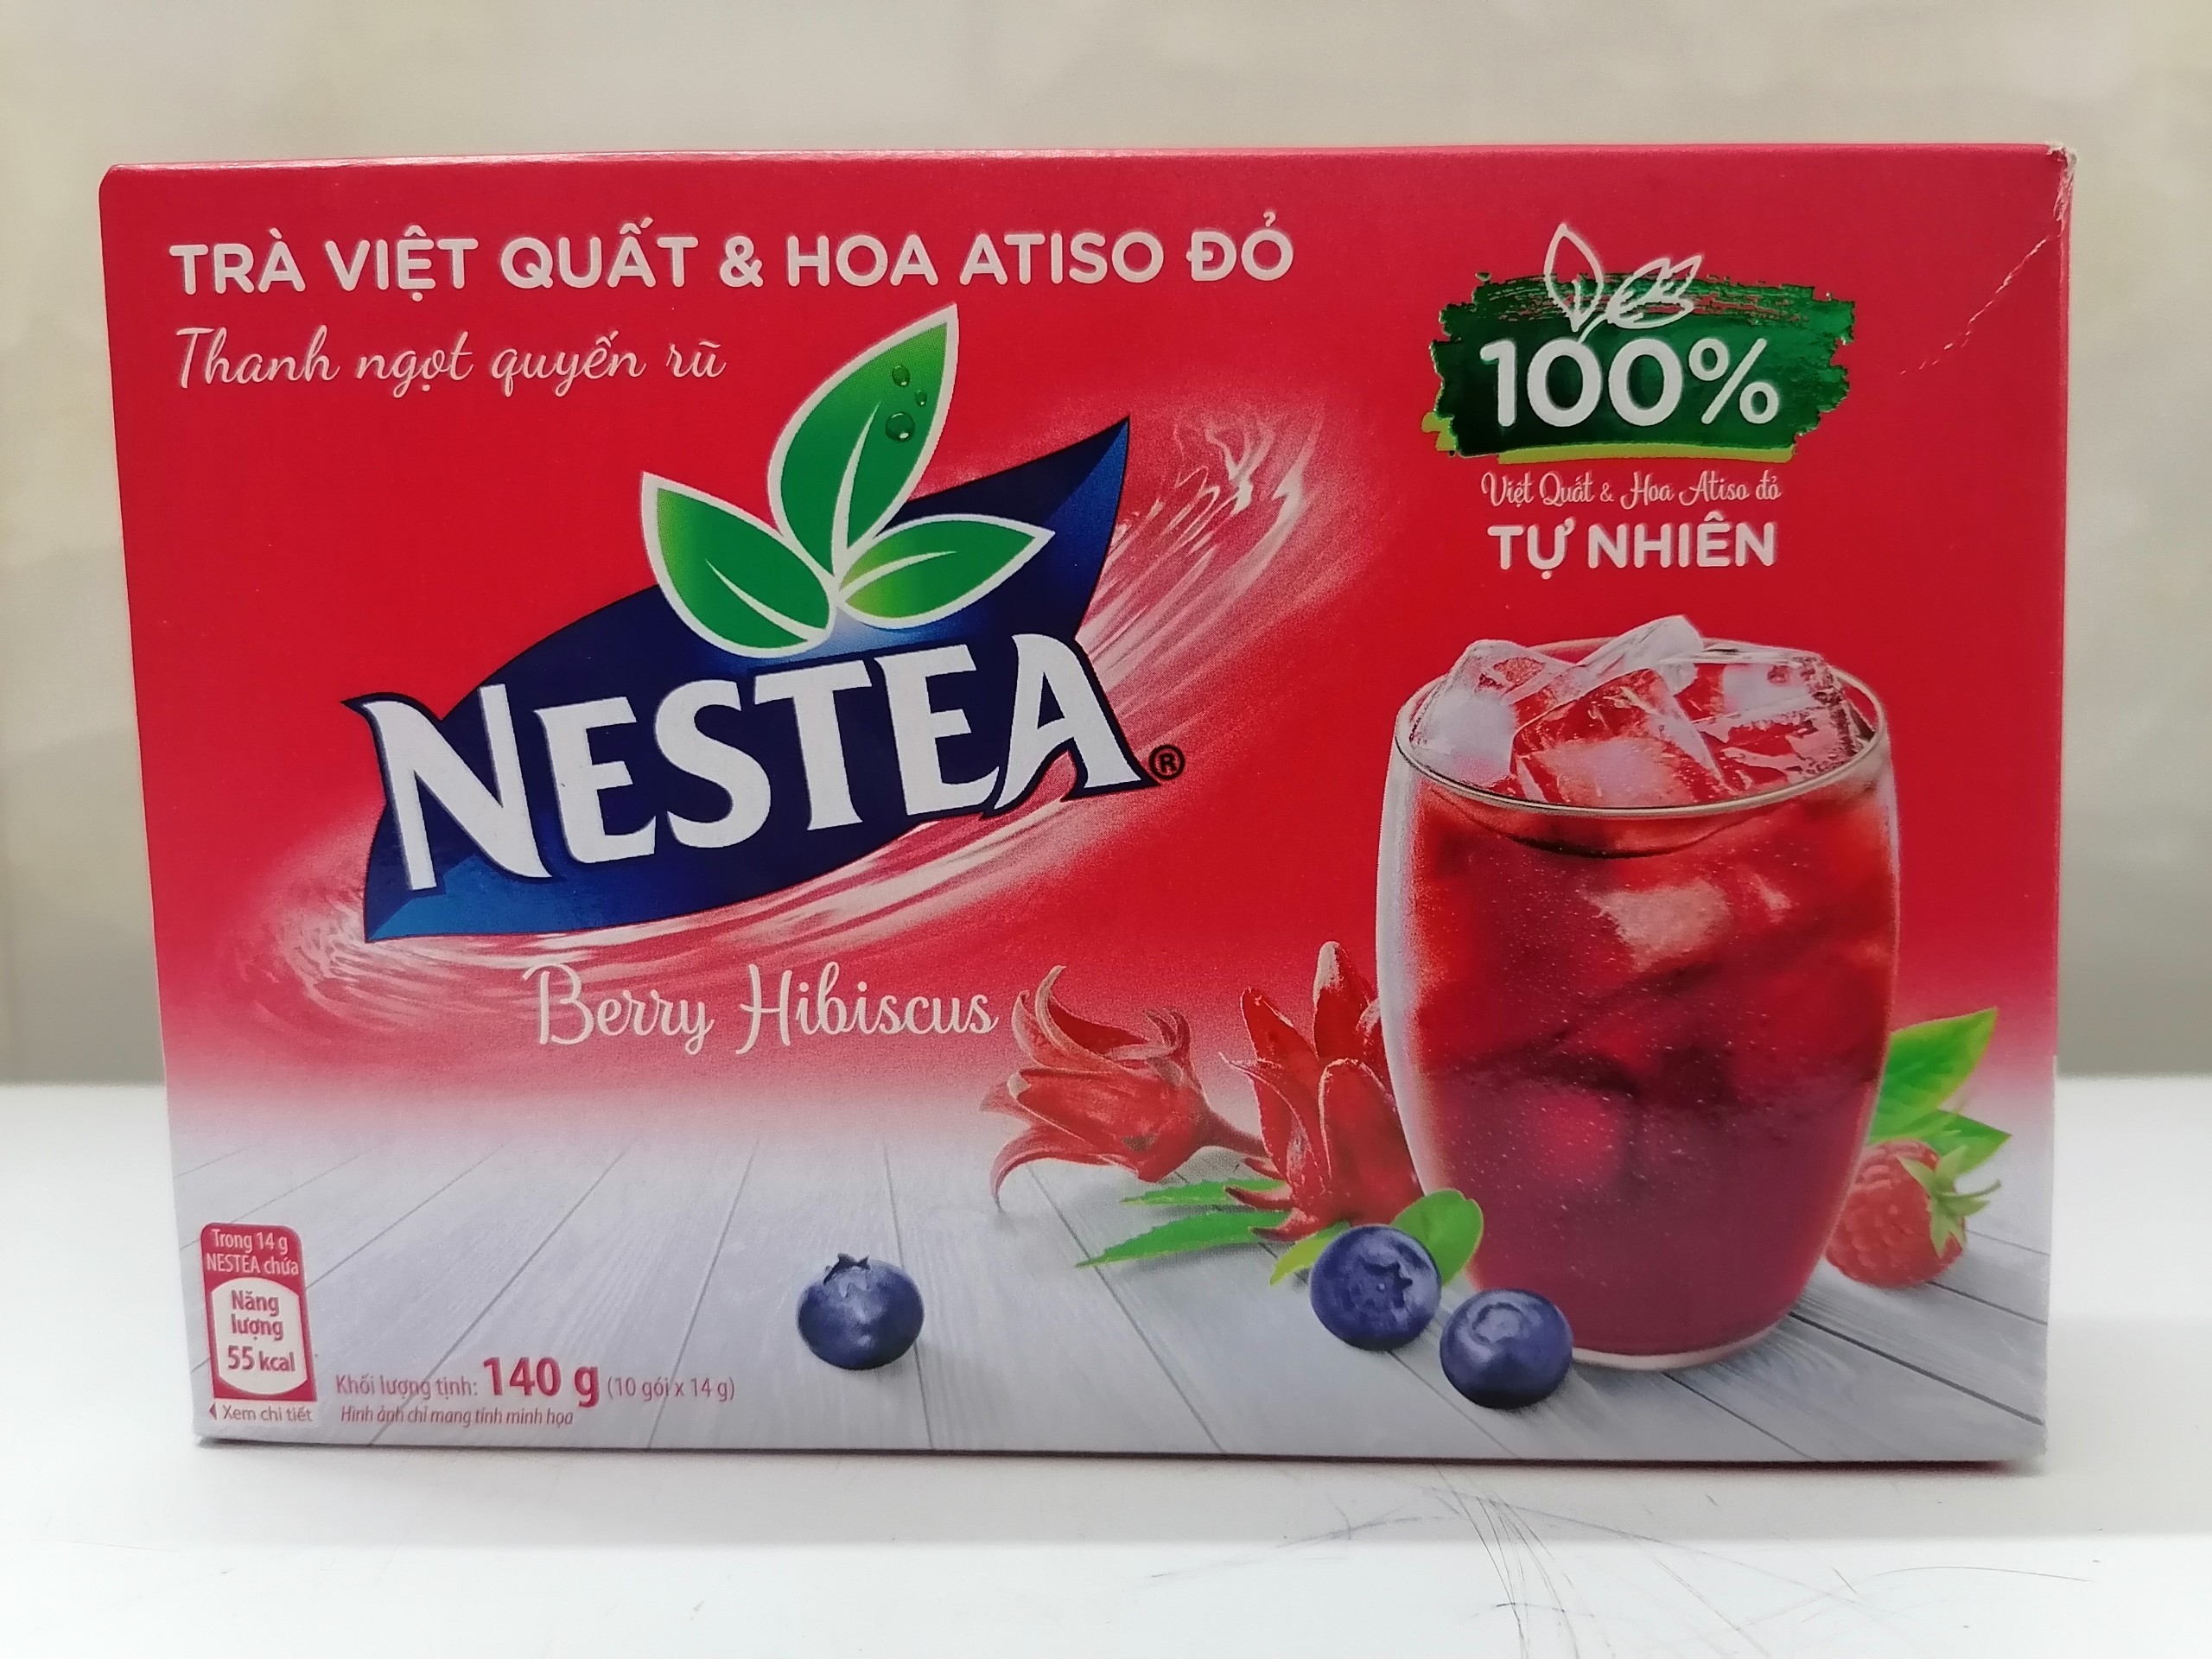 TRÀ VIỆT QUẤT & HOA ATISO ĐỎ
Thanh ngọt quyến rũ
100%
Việt Quất & Hoa Atiso đỏ
TỰ NHIÊN
NESTEA®
Berry Hibiscus
Trong 14 g
NESTEA chứa
Năng
lượng
55 kcal
Xem chi tiết
Khối lượng tịnh: 140 g (10 gói x 14 g)
Hình ảnh chỉ mang tính minh họa